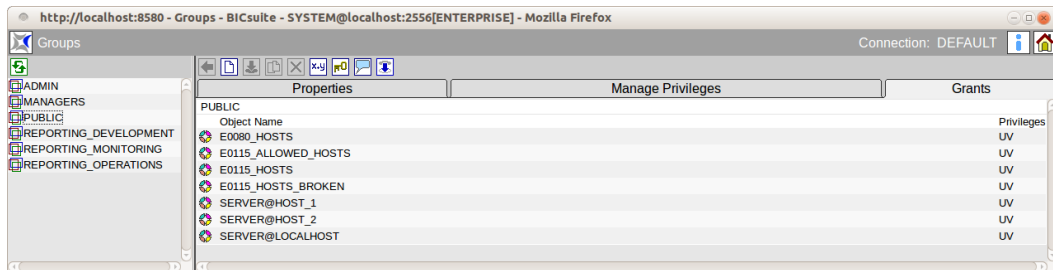 http://localhost:8580 - Groups - BICsuite - SYSTEM@localhost:2556[ENTERPRISE] - Mozilla Firefox
Groups
Connection: DEFAULT
ADMIN
MANAGERS
PUBLIC
REPORTING_DEVELOPMENT
REPORTING_MONITORING
REPORTING_OPERATIONS
x.y
Properties Manage Privileges Grants
PUBLIC
Object Name Privileges
E0080_HOSTS UV
E0115_ALLOWED_HOSTS UV
E0115_HOSTS UV
E0115_HOSTS_BROKEN UV
SERVER@HOST_1 UV
SERVER@HOST_2 UV
SERVER@LOCALHOST UV